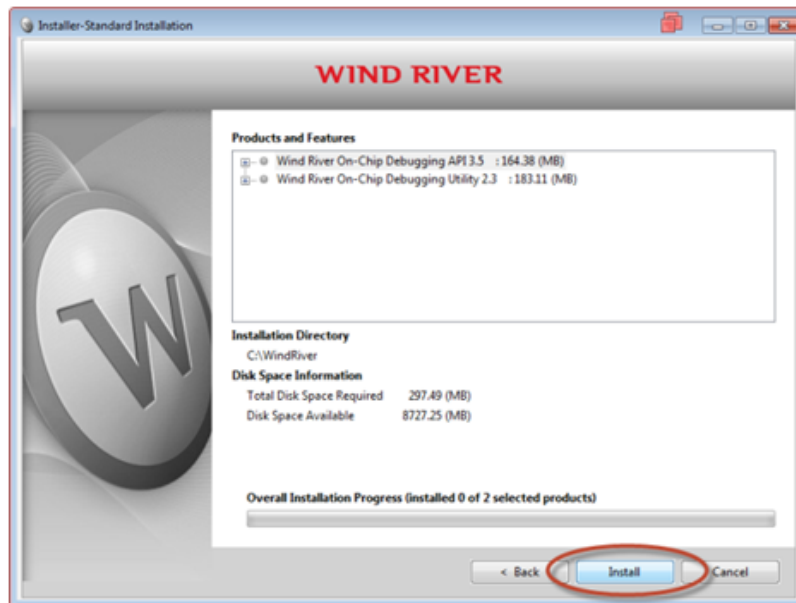 Installer-Standard Installation
WIND RIVER
Products and Features
Wind River On-Chip Debugging API 3.5 : 164.38 (MB)
Wind River On-Chip Debugging Utility 2.3 : 183.11 (MB)
W
Installation Directory
C:\WindRiver
Disk Space Information
Total Disk Space Required 297.49 (MB)
Disk Space Available 8727.25 (MB)
Overall Installation Progress (installed 0 of 2 selected products)
< Back Install Cancel